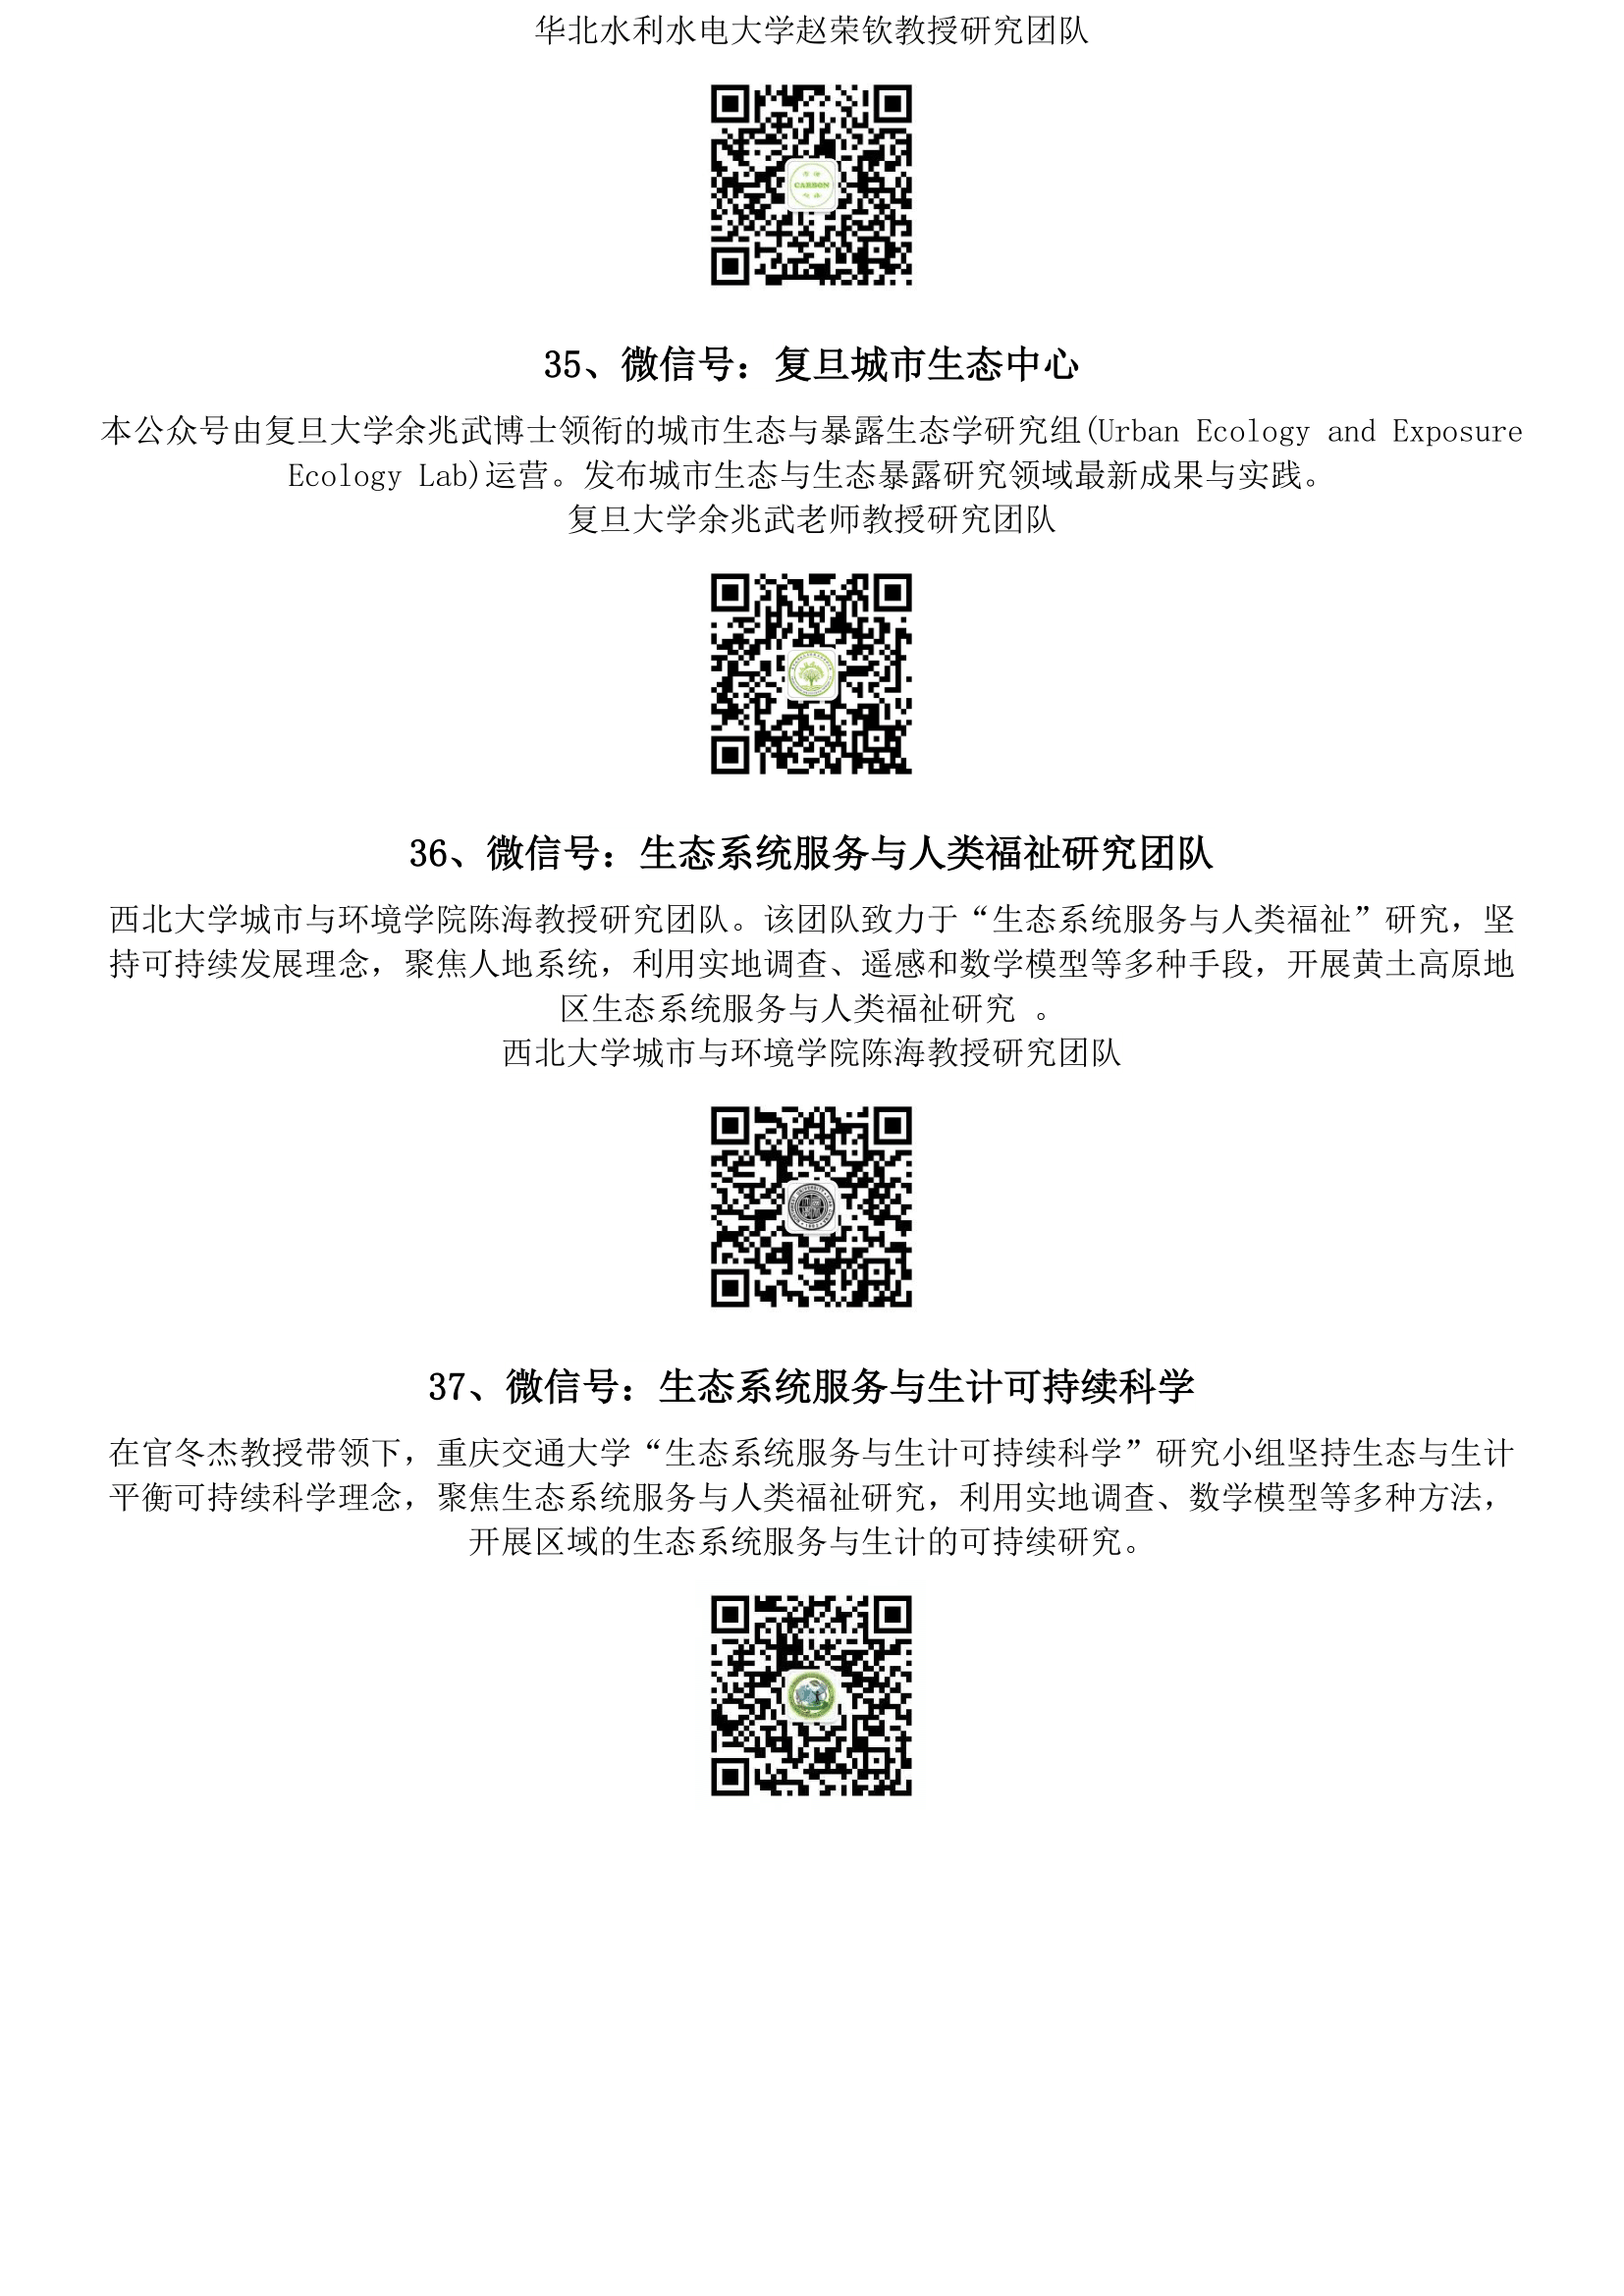 华北水利水电大学赵荣钦教授研究团队
CARBON
35、微信号：复旦城市生态中心
本公众号由复旦大学余兆武博士领衔的城市生态与暴露生态学研究组(Urban Ecology and Exposure
Ecology Lab)运营。发布城市生态与生态暴露研究领域最新成果与实践。
复旦大学余兆武老师教授研究团队
36、微信号：生态系统服务与人类福祉研究团队
西北大学城市与环境学院陈海教授研究团队。该团队致力于“生态系统服务与人类福祉”研究，坚
持可持续发展理念，聚焦人地系统，利用实地调查、遥感和数学模型等多种手段，开展黄土高原地
区生态系统服务与人类福祉研究 。
西北大学城市与环境学院陈海教授研究团队
37、微信号：生态系统服务与生计可持续科学
在官冬杰教授带领下，重庆交通大学“生态系统服务与生计可持续科学”研究小组坚持生态与生计
平衡可持续科学理念，聚焦生态系统服务与人类福祉研究，利用实地调查、数学模型等多种方法，
开展区域的生态系统服务与生计的可持续研究。